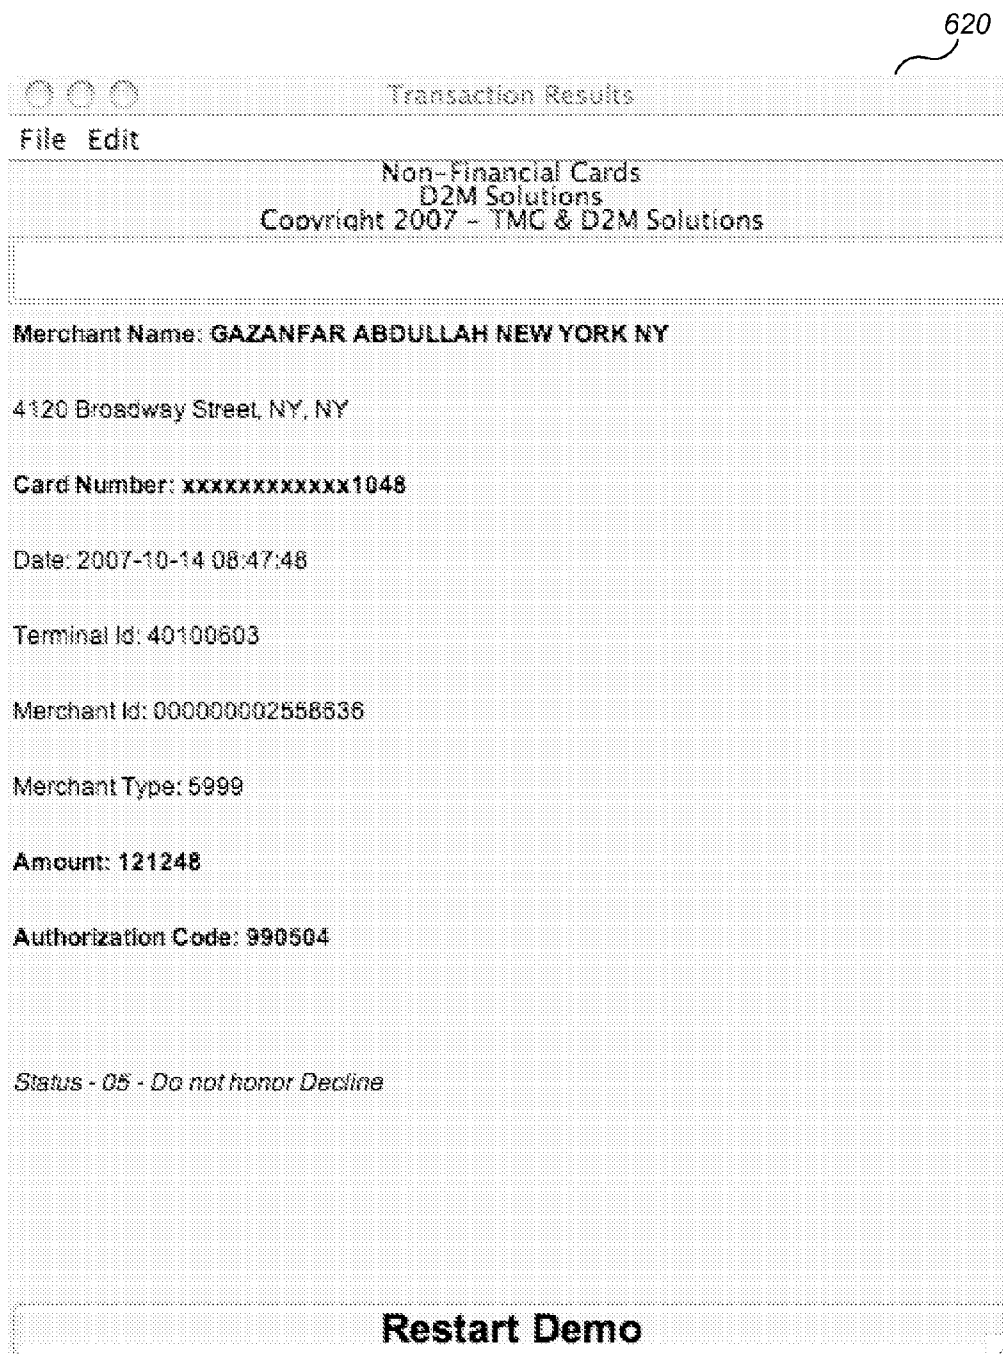 620
Transaction Results
File Edit
Non-Financial Cards
D2M Solutions
Copyright 2007 - TMC & D2M Solutions
Merchant Name: GAZANFAR ABDULLAH NEW YORK NY
4120 Broadway Street, NY, NY
Card Number: xxxxxxxxxxxx1048
Date: 2007-10-14 08:47:48
Terminal Id: 40100603
Merchant Id: 000000002558636
Merchant Type: 5999
Amount: 121248
Authorization Code: 990504
Status - 05 - Do not honor Decline
Restart Demo